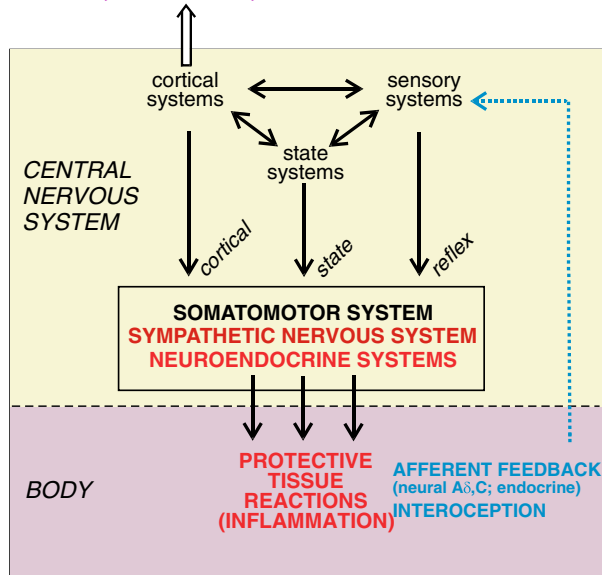 cortical
systems
sensory
systems
state
systems
CENTRAL
NERVOUS
SYSTEM
cortical
state
reflex
SOMATOMOTOR SYSTEM
SYMPATHETIC NERVOUS SYSTEM
NEUROENDOCRINE SYSTEMS
BODY
PROTECTIVE
TISSUE
REACTIONS
(INFLAMMATION)
AFFERENT FEEDBACK
(neural Aδ,C; endocrine)
INTEROCEPTION